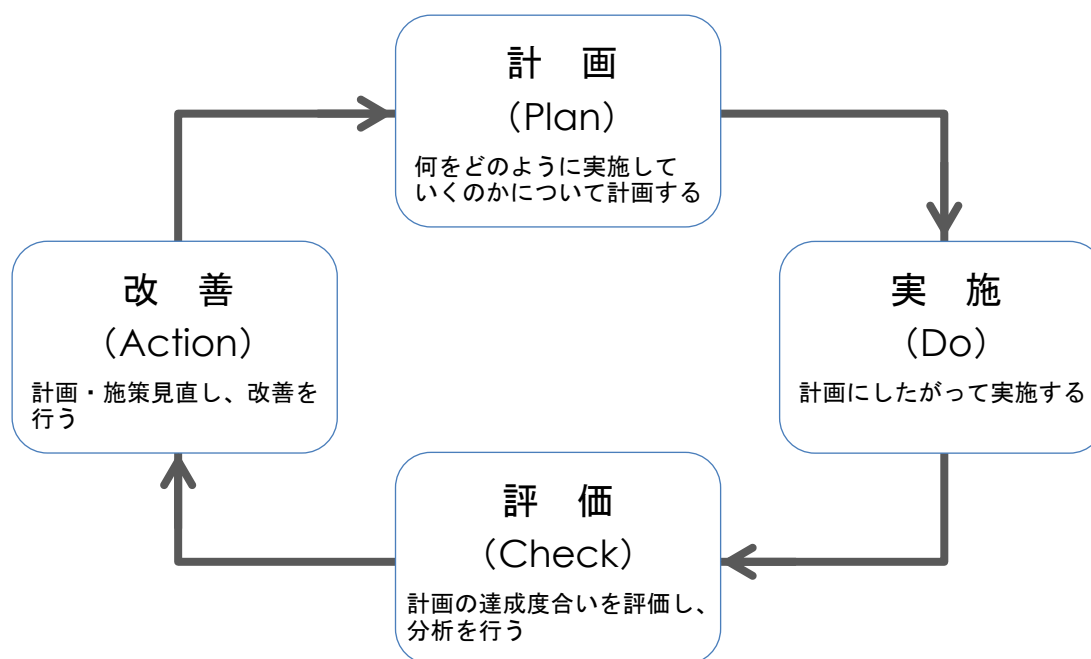 計　画
（Plan）
何をどのように実施して
いくのかについて計画する
実　施
（Do）
計画にしたがって実施する
評　価
（Check）
計画の達成度合いを評価し、
分析を行う
改　善
（Action）
計画・施策見直し、改善を
行う